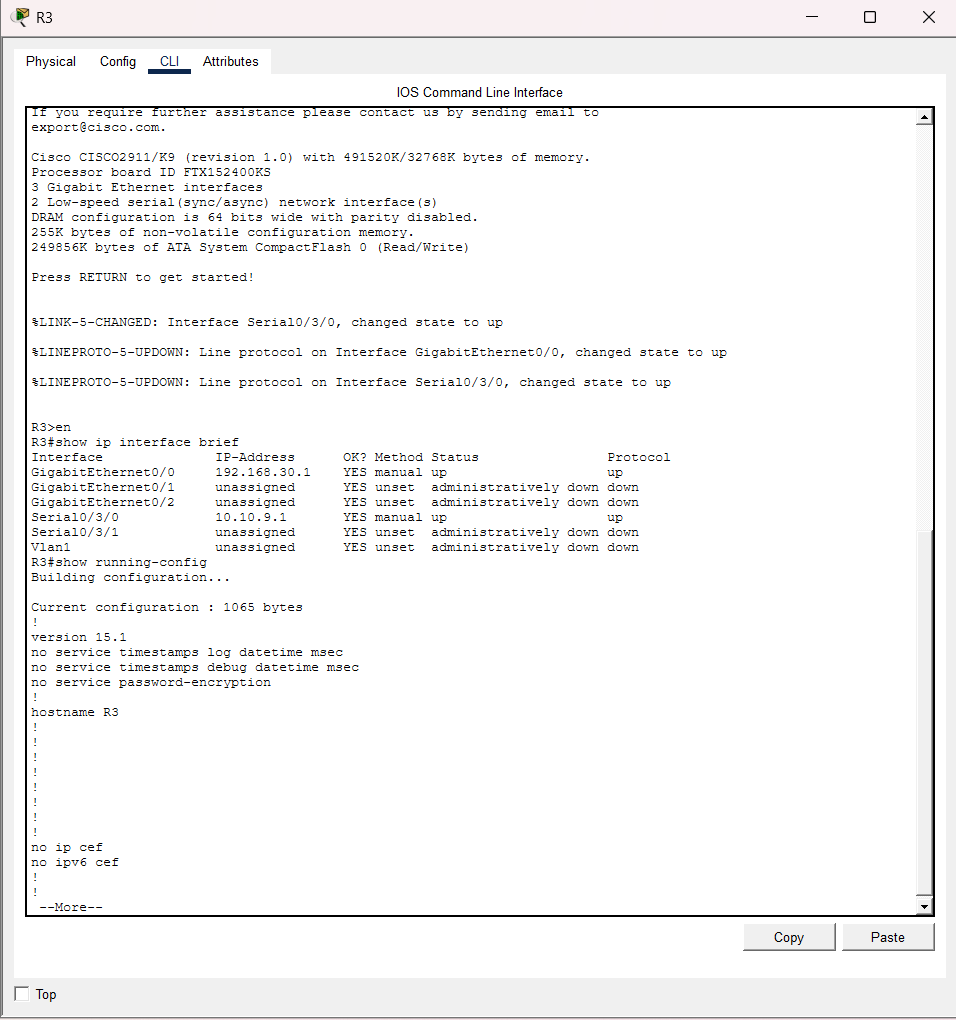 R3
Physical Config CLI Attributes
IOS Command Line Interface
If you require further assistance please contact us by sending email to
export@cisco.com.
Cisco CISCO2911/K9 (revision 1.0) with 491520K/32768K bytes of memory.
Processor board ID FTX152400KS
3 Gigabit Ethernet interfaces
2 Low-speed serial(sync/async) network interface(s)
DRAM configuration is 64 bits wide with parity disabled.
255K bytes of non-volatile configuration memory.
249856K bytes of ATA System CompactFlash 0 (Read/Write)
Press RETURN to get started!
%LINK-5-CHANGED: Interface Serial0/3/0, changed state to up
%LINEPROTO-5-UPDOWN: Line protocol on Interface GigabitEthernet0/0, changed state to up
%LINEPROTO-5-UPDOWN: Line protocol on Interface Serial0/3/0, changed state to up
R3>en
R3#show ip interface brief
Interface              IP-Address      OK? Method Status                Protocol
GigabitEthernet0/0     192.168.30.1    YES manual up                    up
GigabitEthernet0/1     unassigned      YES unset  administratively down down
GigabitEthernet0/2     unassigned      YES unset  administratively down down
Serial0/3/0            10.10.9.1       YES manual up                    up
Serial0/3/1            unassigned      YES unset  administratively down down
Vlan1                  unassigned      YES unset  administratively down down
R3#show running-config
Building configuration...
Current configuration : 1065 bytes
!
version 15.1
no service timestamps log datetime msec
no service timestamps debug datetime msec
no service password-encryption
!
hostname R3
!
!
!
!
!
!
!
!
no ip cef
no ipv6 cef
!
!
--More--
Copy Paste
Top